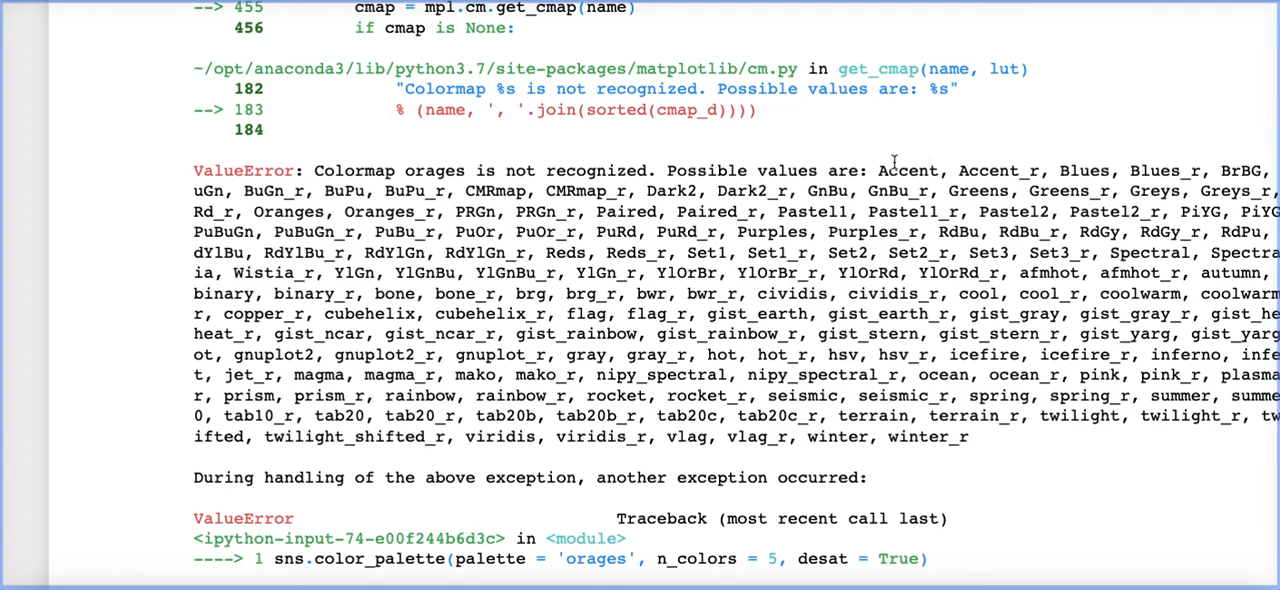 --> 455 cmap = mpl.cm.get_cmap(name)
456 if cmap is None:
~/opt/anaconda3/lib/python3.7/site-packages/matplotlib/cm.py in get_cmap(name, lut)
182 "Colormap %s is not recognized. Possible values are: %s"
--> 183 % (name, ', '.join(sorted(cmap_d))))
184
ValueError: Colormap orages is not recognized. Possible values are: Accent, Accent_r, Blues, Blues_r, BrBG,
uGn, BuGn_r, BuPu, BuPu_r, CMRmap, CMRmap_r, Dark2, Dark2_r, GnBu, GnBu_r, Greens, Greens_r, Greys, Greys_r,
Rd_r, Oranges, Oranges_r, PRGn, PRGn_r, Paired, Paired_r, Pastel1, Pastel1_r, Pastel2, Pastel2_r, PiYG, PiYG
PuBuGn, PuBuGn_r, PuBu_r, PuOr, PuOr_r, PuRd, PuRd_r, Purples, Purples_r, RdBu, RdBu_r, RdGy, RdGy_r, RdPu,
dYlBu, RdYlBu_r, RdYlGn, RdYlGn_r, Reds, Reds_r, Set1, Set1_r, Set2, Set2_r, Set3, Set3_r, Spectral, Spectra
ia, Wistia_r, YlGn, YlGnBu, YlGnBu_r, YlGn_r, YlOrBr, YlOrBr_r, YlOrRd, YlOrRd_r, afmhot, afmhot_r, autumn,
binary, binary_r, bone, bone_r, brg, brg_r, bwr, bwr_r, cividis, cividis_r, cool, cool_r, coolwarm, coolwarm
r, copper_r, cubehelix, cubehelix_r, flag, flag_r, gist_earth, gist_earth_r, gist_gray, gist_gray_r, gist_he
heat_r, gist_ncar, gist_ncar_r, gist_rainbow, gist_rainbow_r, gist_stern, gist_stern_r, gist_yarg, gist_yarg
ot, gnuplot2, gnuplot2_r, gnuplot_r, gray, gray_r, hot, hot_r, hsv, hsv_r, icefire, icefire_r, inferno, infe
t, jet_r, magma, magma_r, mako, mako_r, nipy_spectral, nipy_spectral_r, ocean, ocean_r, pink, pink_r, plasma
r, prism, prism_r, rainbow, rainbow_r, rocket, rocket_r, seismic, seismic_r, spring, spring_r, summer, summe
0, tab10_r, tab20, tab20_r, tab20b, tab20b_r, tab20c, tab20c_r, terrain, terrain_r, twilight, twilight_r, tw
ifted, twilight_shifted_r, viridis, viridis_r, vlag, vlag_r, winter, winter_r
During handling of the above exception, another exception occurred:
ValueError Traceback (most recent call last)
<ipython-input-74-e00f244b6d3c> in <module>
----> 1 sns.color_palette(palette = 'orages', n_colors = 5, desat = True)